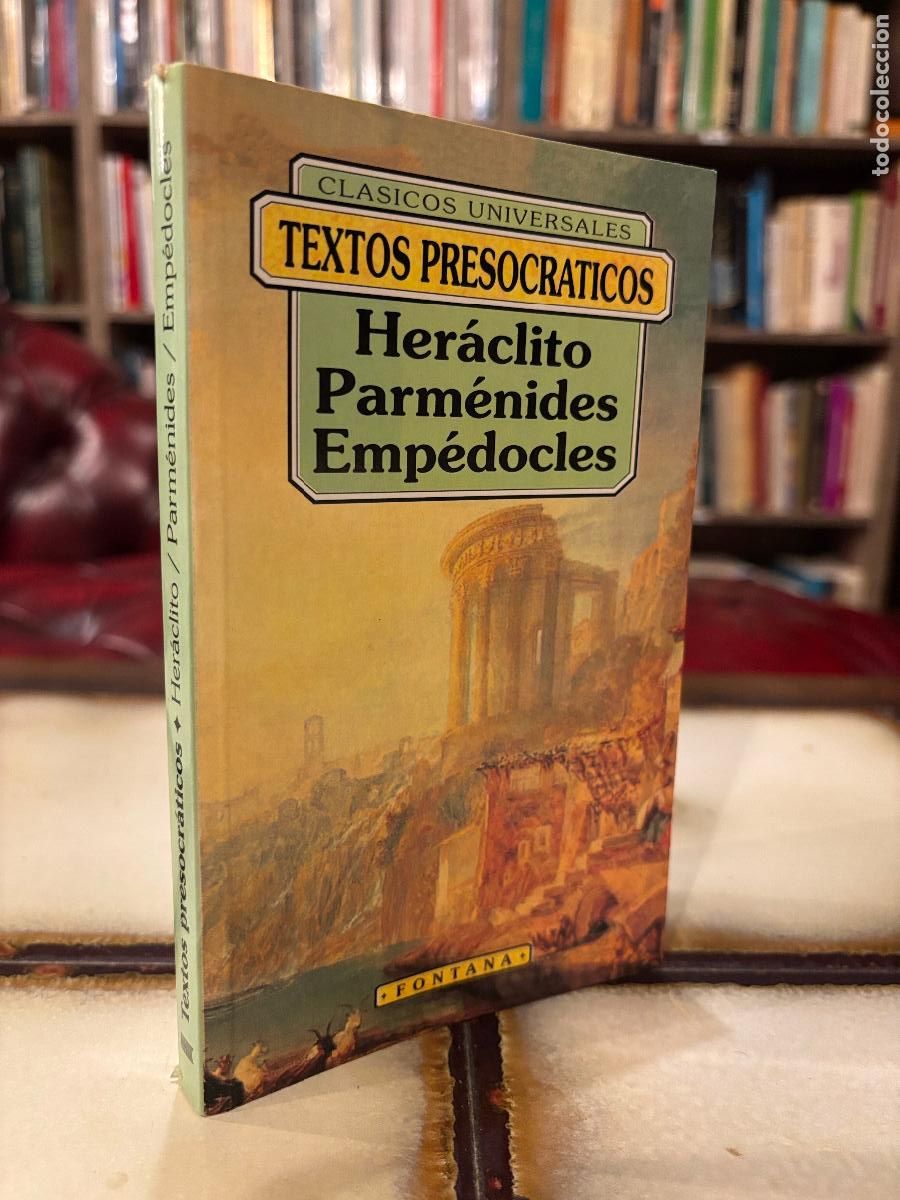 CLASICOS UNIVERSALES
TEXTOS PRESOCRATICOS
Heráclito
Parménides
Empédocles
FONTANA
Textos presocráticos ✦ Heráclito / Parménides / Empédocles
todocoleccion